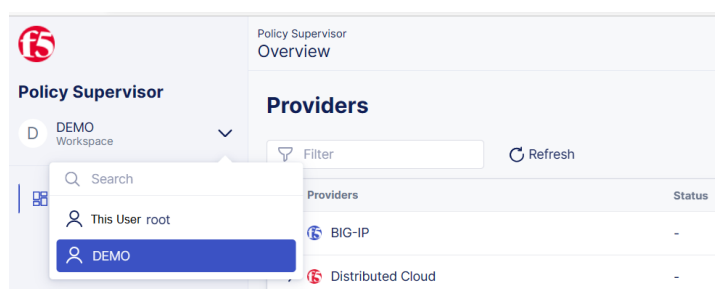 f5
Policy Supervisor
Overview
Policy Supervisor
D
DEMO
Workspace
Search
This User root
DEMO
Providers
Filter
Refresh
Providers
Status
BIG-IP
-
Distributed Cloud
-